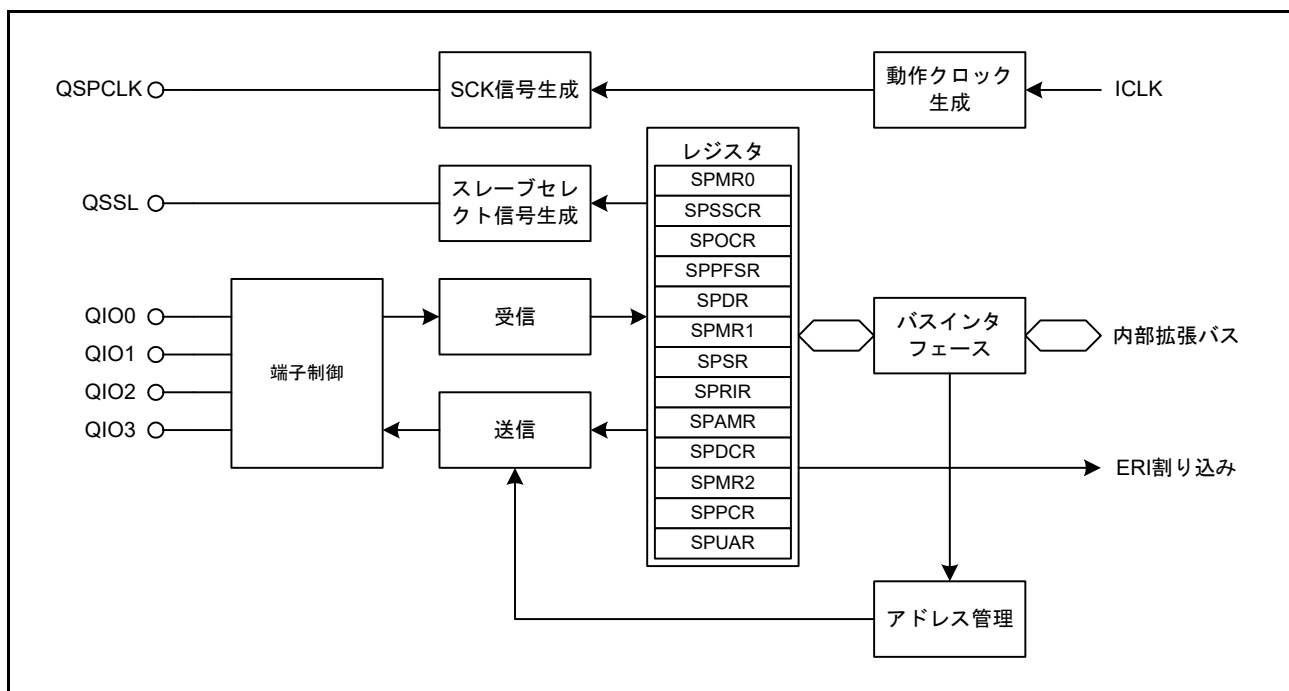 QSPCLK
SCK信号生成
動作クロック
生成
ICLK
レジスタ
QSSL
スレーブセレ
クト信号生成
SPMR0
SPSSCR
SPOCR
SPPFSR
SPDR
SPMR1
SPSR
SPRIR
SPAMR
SPDCR
SPMR2
SPPCR
SPUAR
QIO0
QIO1
QIO2
QIO3
端子制御
受信
送信
バスインタ
フェース
内部拡張バス
ERI割り込み
アドレス管理